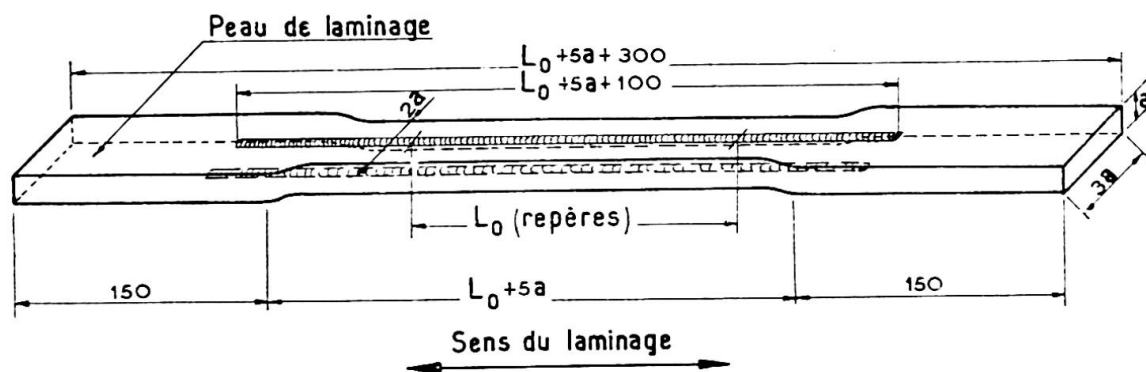 Peau de laminage
L₀ +5a+300
L₀ +5a+100
2a
a
3a
L₀ (repères)
150
L₀ +5a
150
Sens du laminage